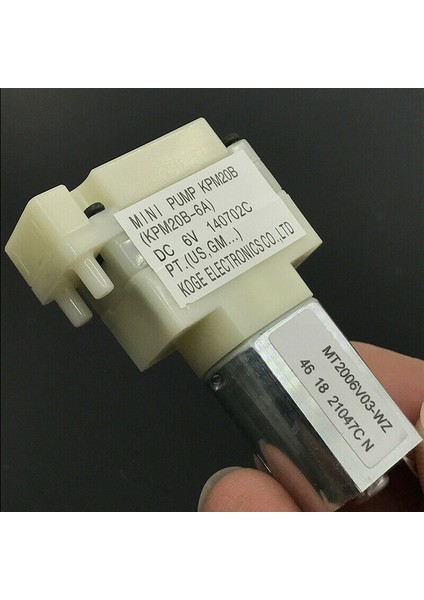 MINI PUMP KPM20B
(KPM20B-6A)
DC 6V 140702C
PT.(US,GM...)
KOGE ELECTRONICS CO.,LTD
MT2006V03-WZ
46 18 21047C N